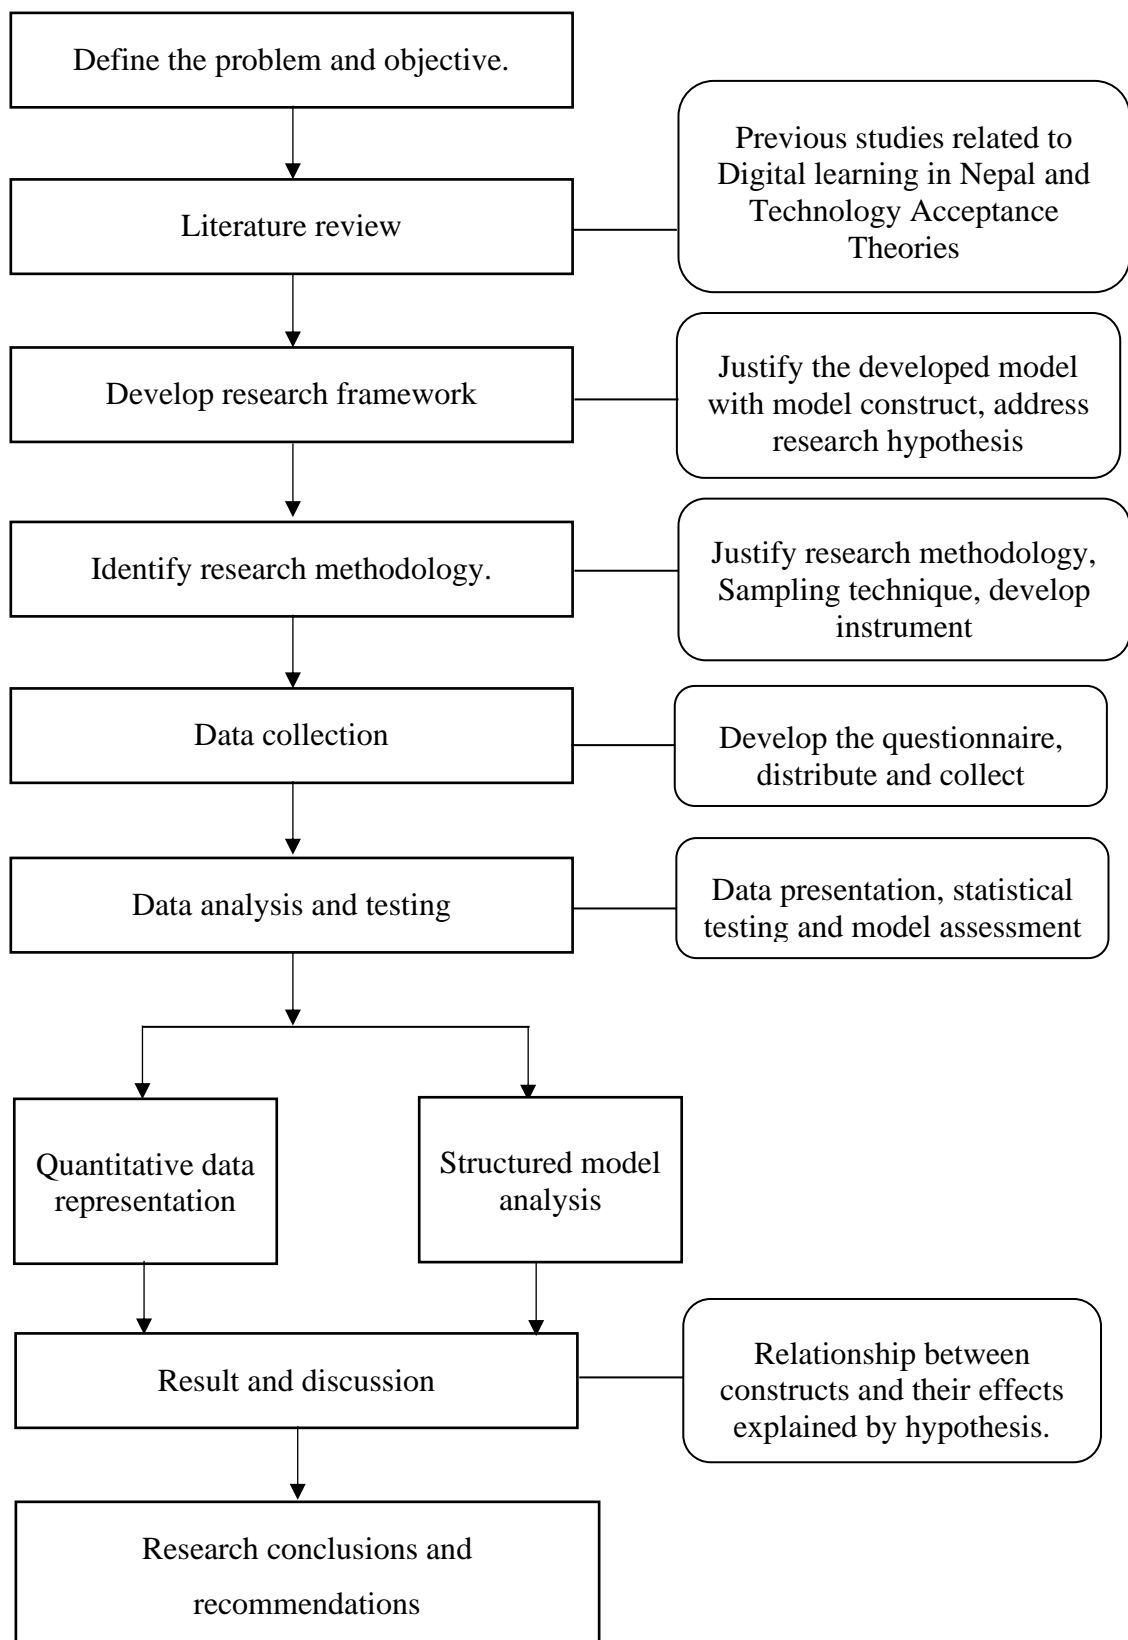 Define the problem and objective.
Previous studies related to
Digital learning in Nepal and
Technology Acceptance
Theories
Literature review
Develop research framework
Justify the developed model
with model construct, address
research hypothesis
Identify research methodology.
Justify research methodology,
Sampling technique, develop
instrument
Data collection
Develop the questionnaire,
distribute and collect
Data analysis and testing
Data presentation, statistical
testing and model assessment
Quantitative data
representation
Structured model
analysis
Result and discussion
Relationship between
constructs and their effects
explained by hypothesis.
Research conclusions and
recommendations